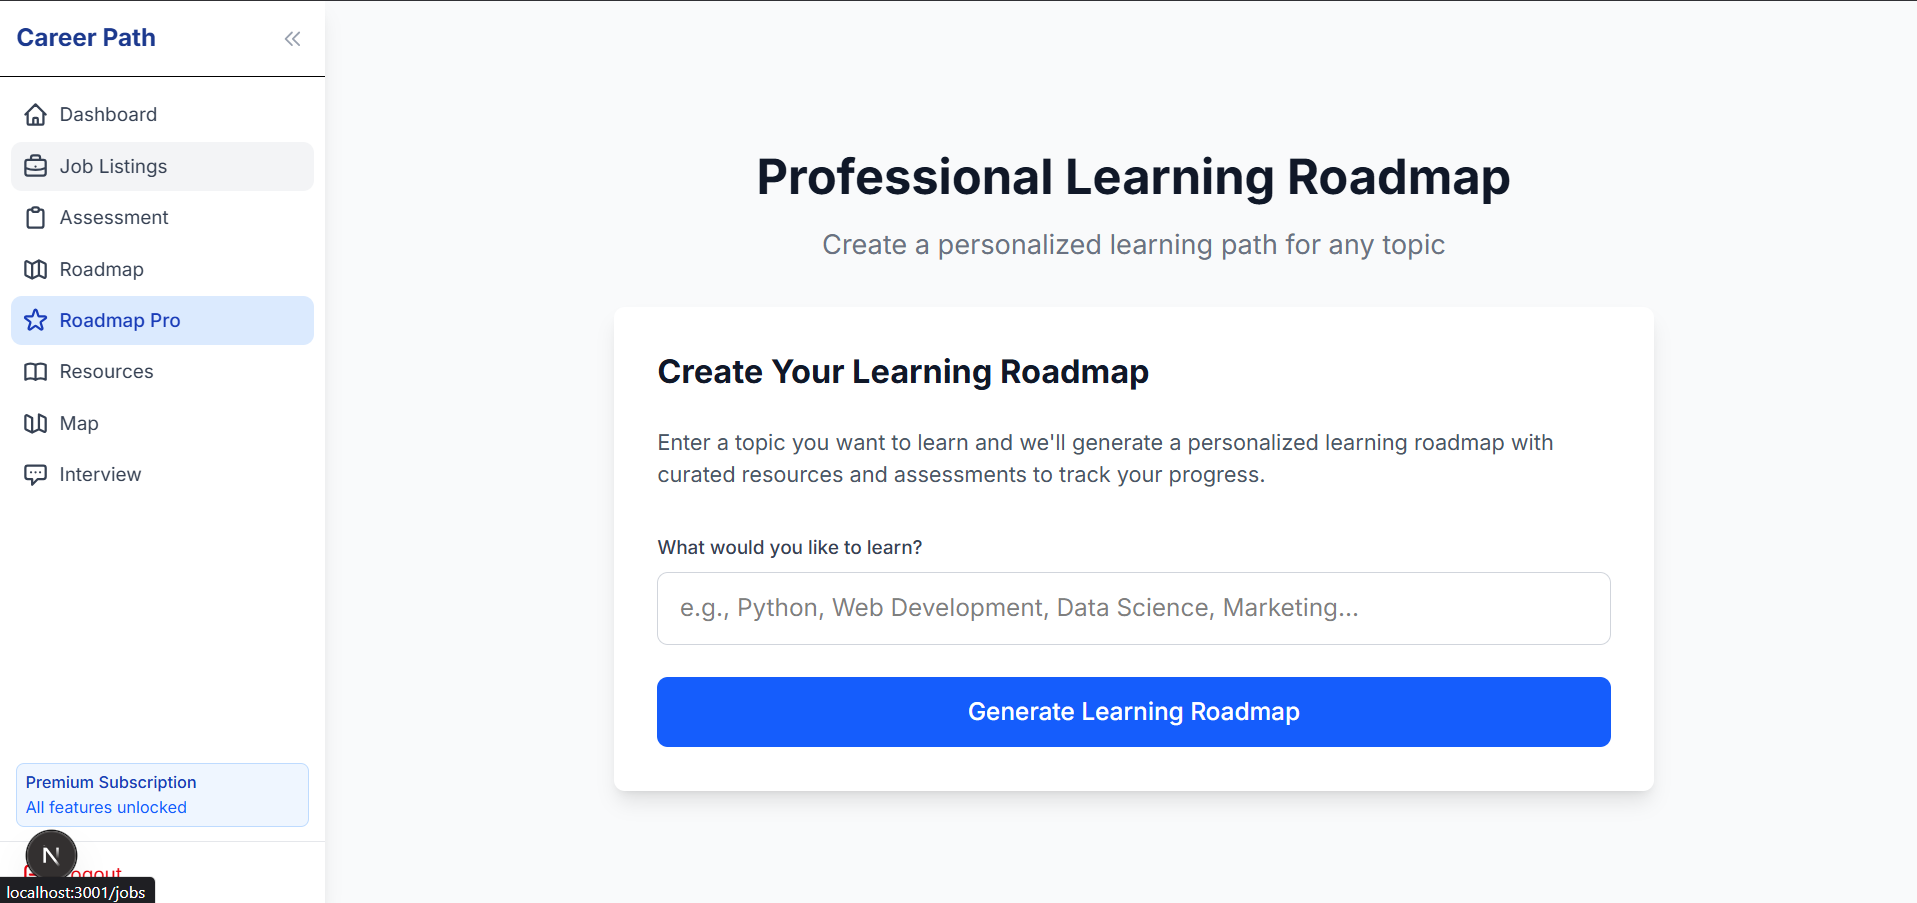 Career Path
Dashboard
Job Listings
Assessment
Roadmap
Roadmap Pro
Resources
Map
Interview
Premium Subscription
All features unlocked
N
localhost:3001/jobs
Professional Learning Roadmap
Create a personalized learning path for any topic
Create Your Learning Roadmap
Enter a topic you want to learn and we'll generate a personalized learning roadmap with
curated resources and assessments to track your progress.
What would you like to learn?
e.g., Python, Web Development, Data Science, Marketing...
Generate Learning Roadmap